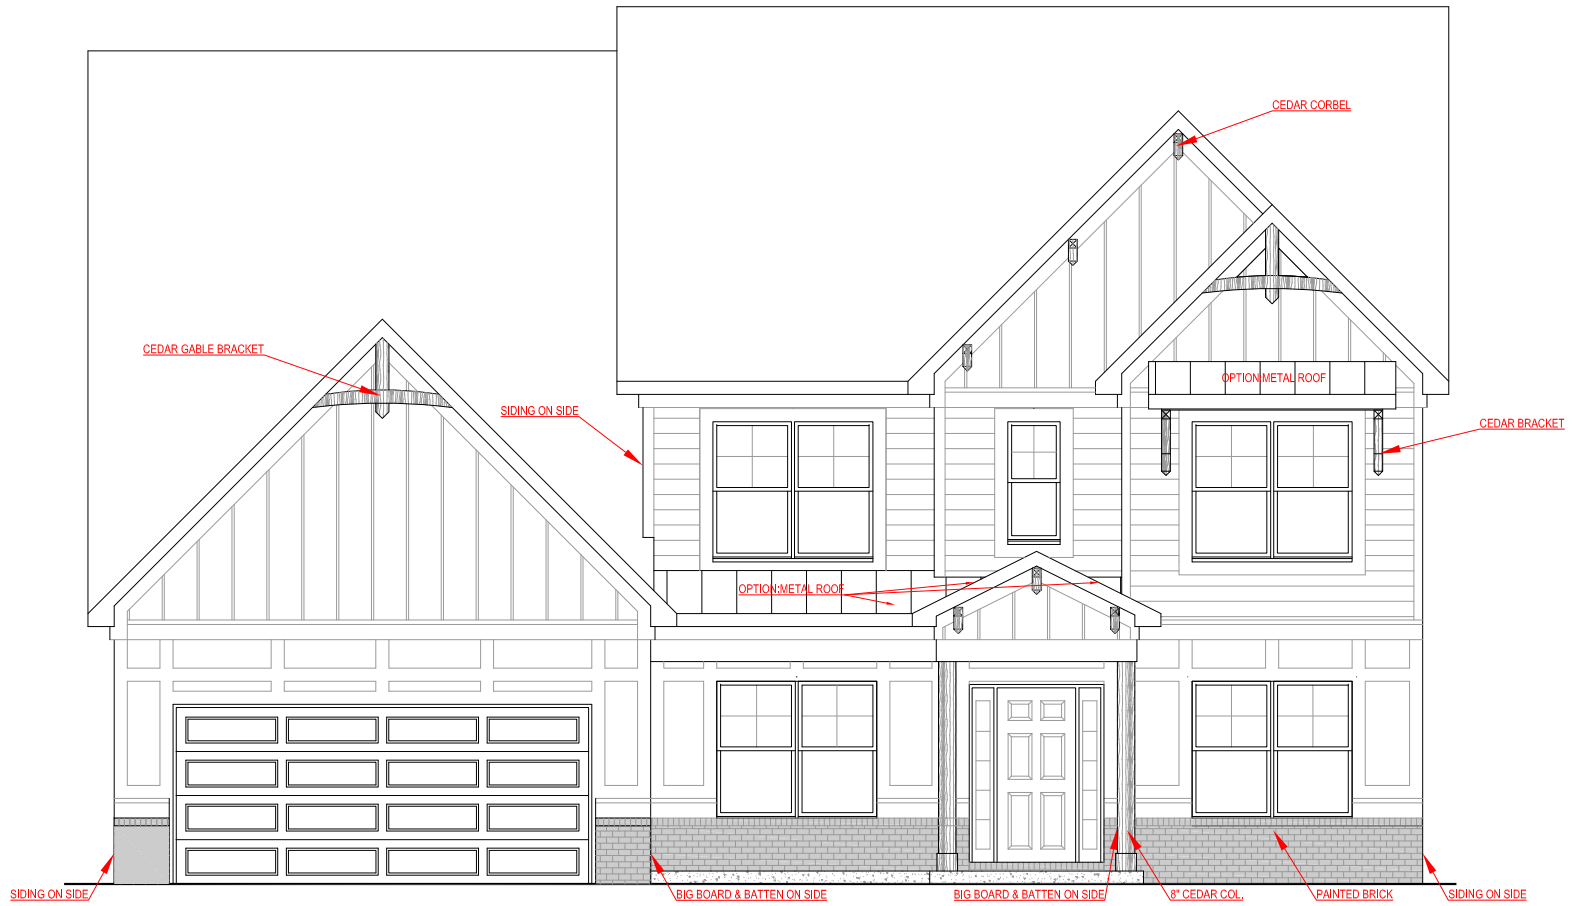 CEDAR CORBEL
CEDAR GABLE BRACKET
OPTION:METAL ROOF
SIDING ON SIDE
CEDAR BRACKET
OPTION:METAL ROOF
SIDING ON SIDE
BIG BOARD & BATTEN ON SIDE
BIG BOARD & BATTEN ON SIDE
8" CEDAR COL.
PAINTED BRICK
SIDING ON SIDE